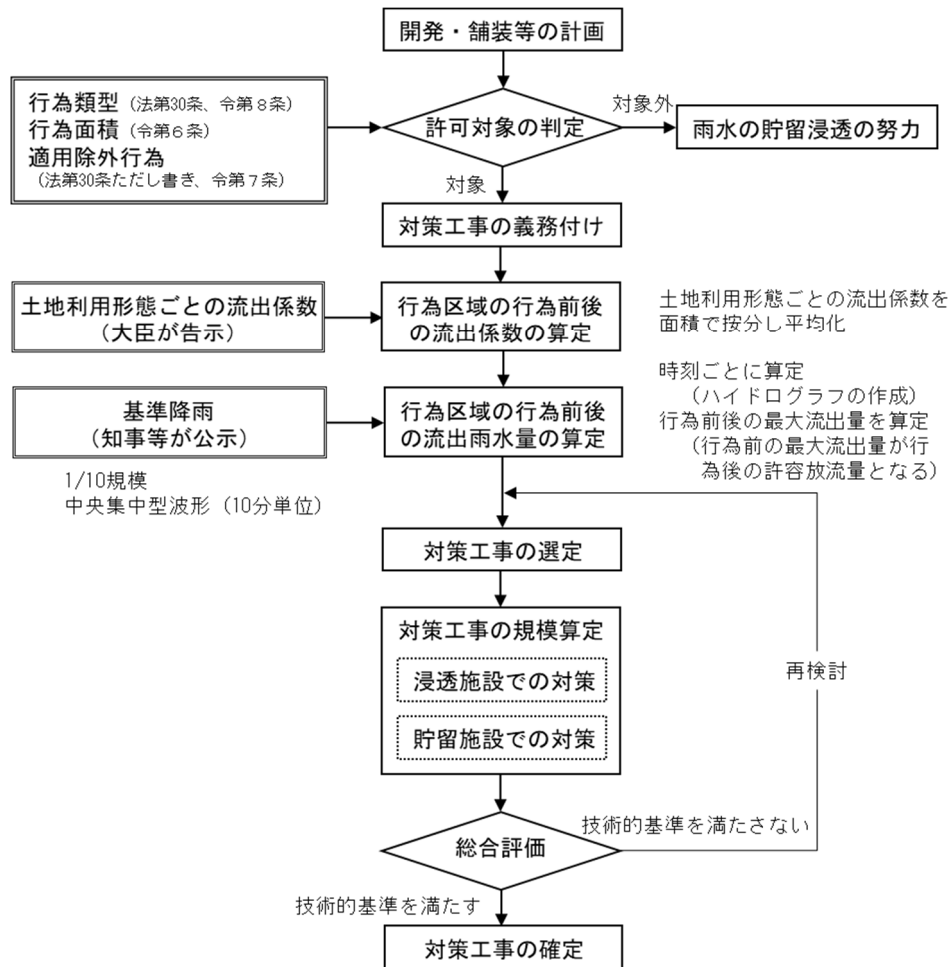 開発・舗装等の計画
行為類型（法第30条、令第８条）
行為面積（令第６条）
適用除外行為
（法第30条ただし書き、令第７条）
許可対象の判定
対象外
雨水の貯留浸透の努力
対象
対策工事の義務付け
土地利用形態ごとの流出係数
（大臣が告示）
行為区域の行為前後
の流出係数の算定
土地利用形態ごとの流出係数を
面積で按分し平均化
基準降雨
（知事等が公示）
行為区域の行為前後
の流出雨水量の算定
時刻ごとに算定
（ハイドログラフの作成）
行為前後の最大流出量を算定
（行為前の最大流出量が行
為後の許容放流量となる）
1/10規模
中央集中型波形（10分単位）
対策工事の選定
対策工事の規模算定
浸透施設での対策
貯留施設での対策
再検討
総合評価
技術的基準を満たさない
技術的基準を満たす
対策工事の確定